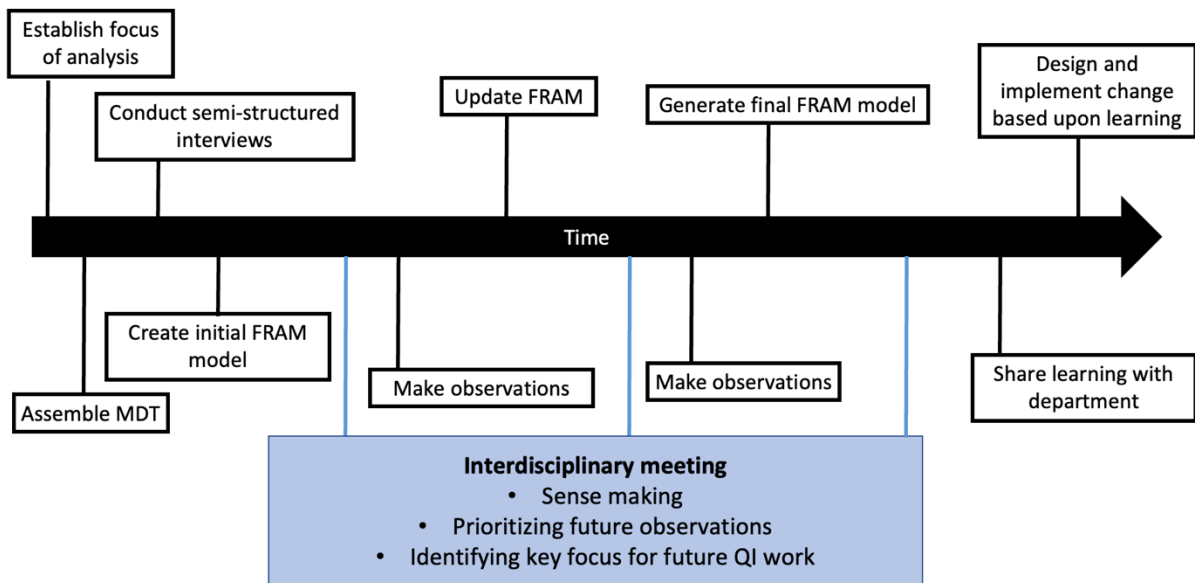 Establish focus
of analysis
Conduct semi-structured
interviews
Update FRAM
Generate final FRAM model
Design and
implement change
based upon learning
Time
Assemble MDT
Create initial FRAM
model
Make observations
Make observations
Share learning with
department
Interdisciplinary meeting
• Sense making
• Prioritizing future observations
• Identifying key focus for future QI work